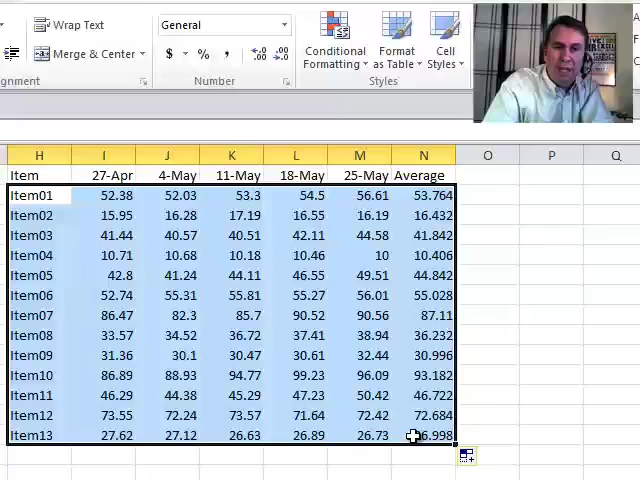 Wrap Text
General
Merge & Center
$ % ,
Conditional Formatting
Format as Table
Cell Styles
Number
Styles
H I J K L M N O P Q
Item 27-Apr 4-May 11-May 18-May 25-May Average
Item01 52.38 52.03 53.3 54.5 56.61 53.764
Item02 15.95 16.28 17.19 16.55 16.19 16.432
Item03 41.44 40.57 40.51 42.11 44.58 41.842
Item04 10.71 10.68 10.18 10.46 10 10.406
Item05 42.8 41.24 44.11 46.55 49.51 44.842
Item06 52.74 55.31 55.81 55.27 56.01 55.028
Item07 86.47 82.3 85.7 90.52 90.56 87.11
Item08 33.57 34.52 36.72 37.41 38.94 36.232
Item09 31.36 30.1 30.47 30.61 32.44 30.996
Item10 86.89 88.93 94.77 99.23 96.09 93.182
Item11 46.29 44.38 45.29 47.23 50.42 46.722
Item12 73.55 72.24 73.57 71.64 72.42 72.684
Item13 27.62 27.12 26.63 26.89 26.73